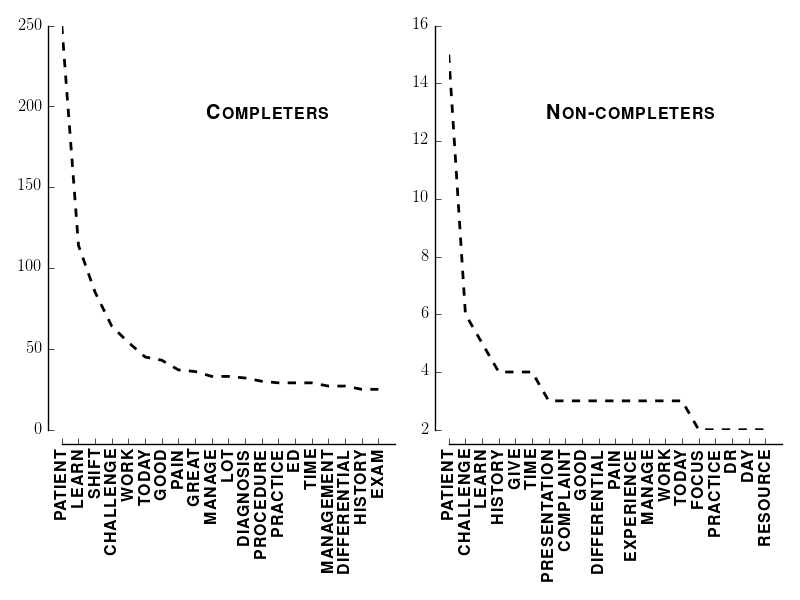 COMPLETERS
250
200
150
100
50
0
PATIENT
LEARN
SHIFT
CHALLENGE
WORK
TODAY
GOOD
PAIN
GREAT
MANAGE
LOT
DIAGNOSIS
PROCEDURE
PRACTICE
ED
TIME
MANAGEMENT
DIFFERENTIAL
HISTORY
EXAM
NON-COMPLETERS
16
14
12
10
8
6
4
2
PATIENT
CHALLENGE
LEARN
HISTORY
GIVE
TIME
PRESENTATION
COMPLAINT
GOOD
DIFFERENTIAL
PAIN
EXPERIENCE
MANAGE
WORK
TODAY
FOCUS
PRACTICE
DR
DAY
RESOURCE